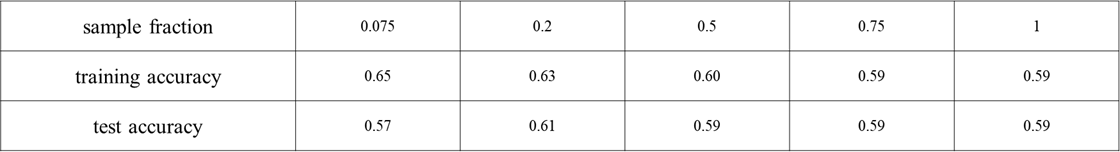 sample fraction 0.075 0.2 0.5 0.75 1
training accuracy 0.65 0.63 0.60 0.59 0.59
test accuracy 0.57 0.61 0.59 0.59 0.59